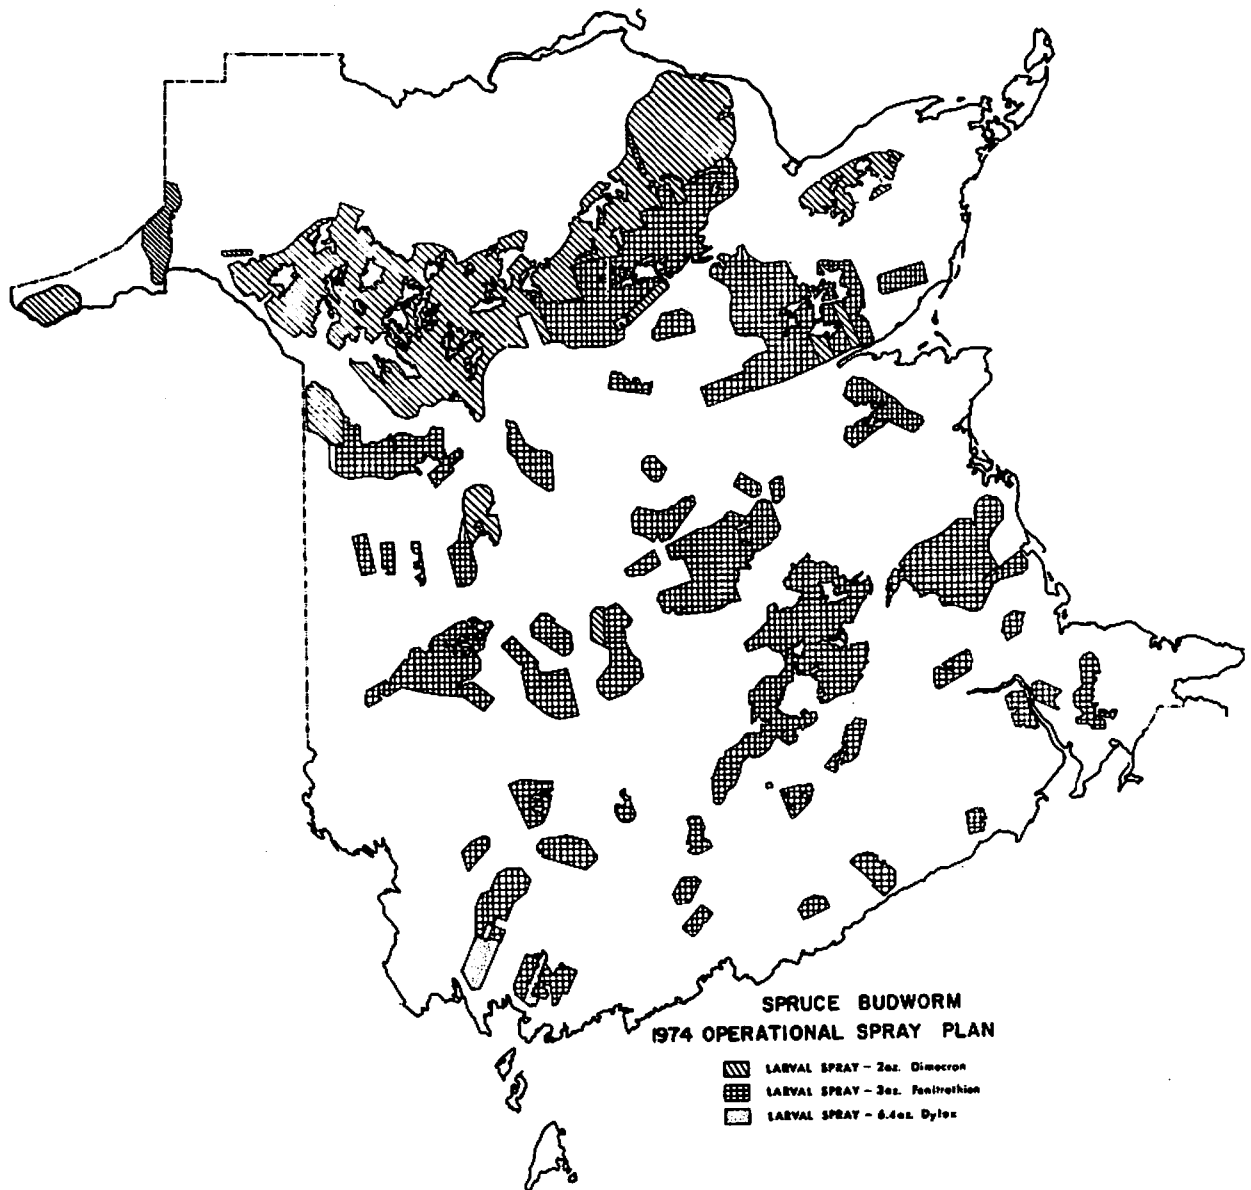 SPRUCE BUDWORM
1974 OPERATIONAL SPRAY PLAN
LARVAL SPRAY - 2oz. Dimecron
LARVAL SPRAY - 3oz. Fenitrothion
LARVAL SPRAY - 6.4oz. Dylox